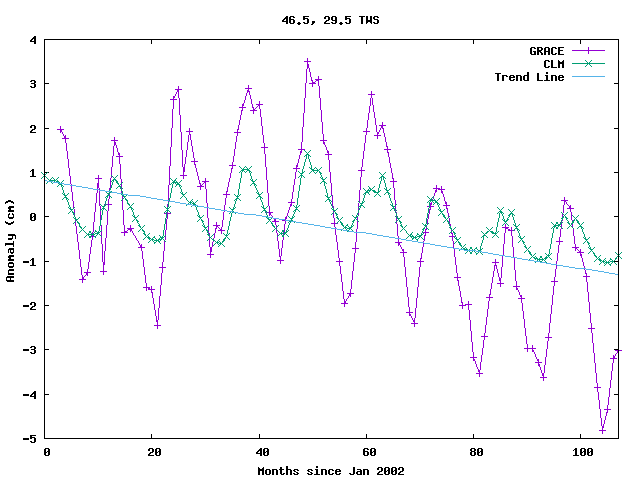 46.5, 29.5 TWS
GRACE
CLM
Trend Line
4
3
2
1
0
-1
-2
-3
-4
-5
Anomaly (cm)
0 20 40 60 80 100
Months since Jan 2002